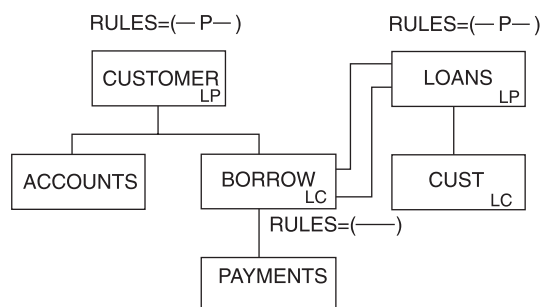 RULES=(—P—)
RULES=(—P—)
CUSTOMER
LP
LOANS
LP
ACCOUNTS
BORROW
LC
CUST
LC
RULES=(——)
PAYMENTS